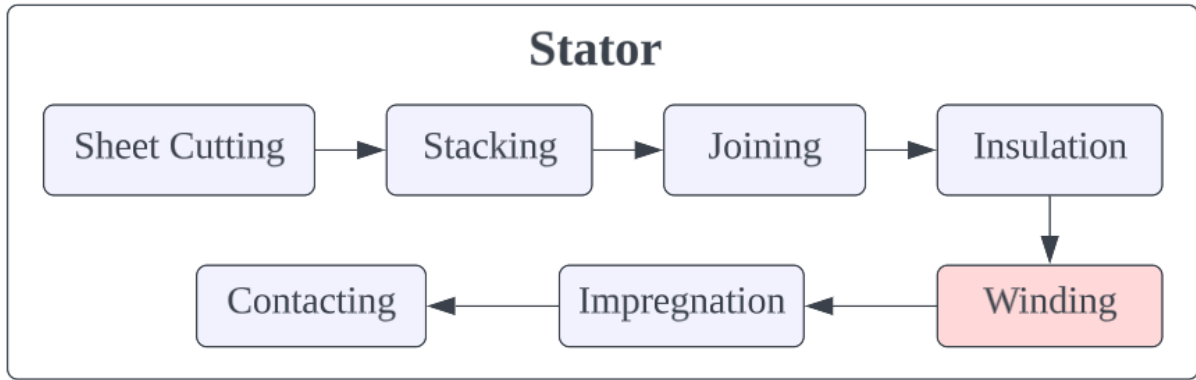 Stator
Sheet Cutting
Stacking
Joining
Insulation
Winding
Impregnation
Contacting